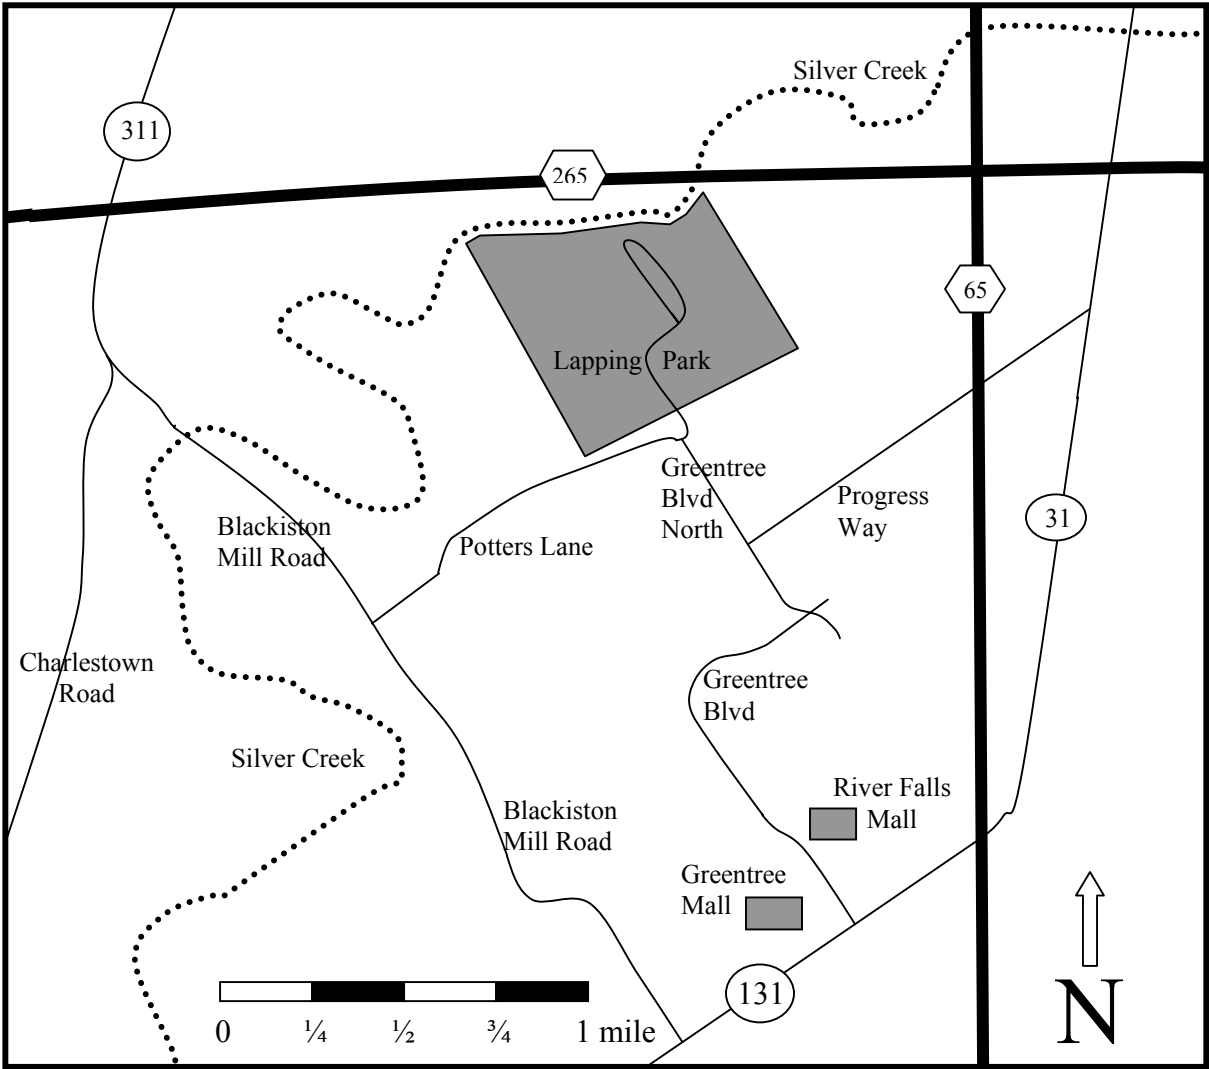 Silver Creek
311
265
65
Lapping Park
Greentree
Blvd
North
Progress
Way
31
Blackiston
Mill Road
Potters Lane
Charlestown
Road
Greentree
Blvd
Silver Creek
River Falls
Mall
Blackiston
Mill Road
Greentree
Mall
131
0 ¼ ½ ¾ 1 mile
N